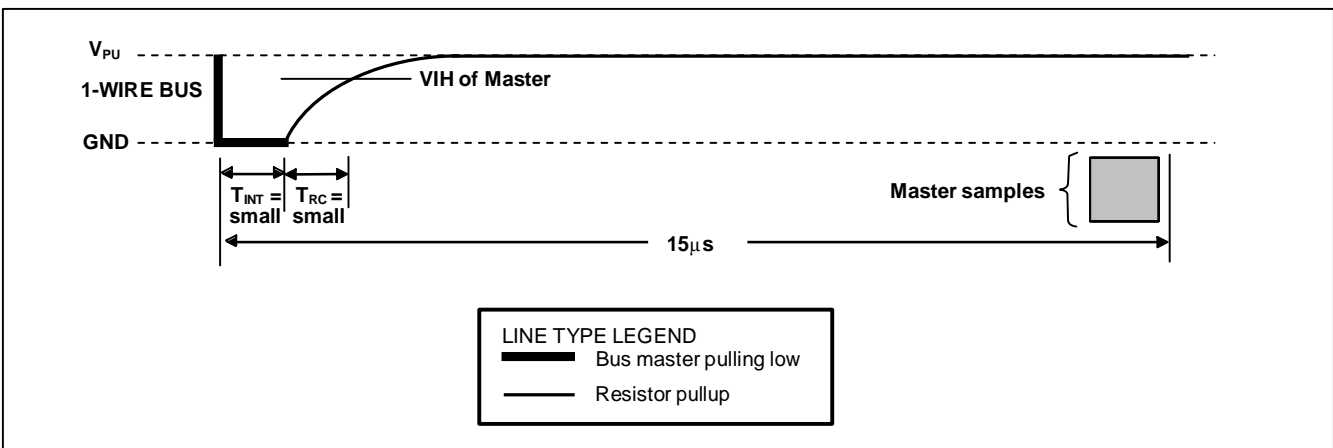 VPU
1-WIRE BUS
VIH of Master
GND
TINT =
small
TRC =
small
Master samples
15μs
LINE TYPE LEGEND
Bus master pulling low
Resistor pullup